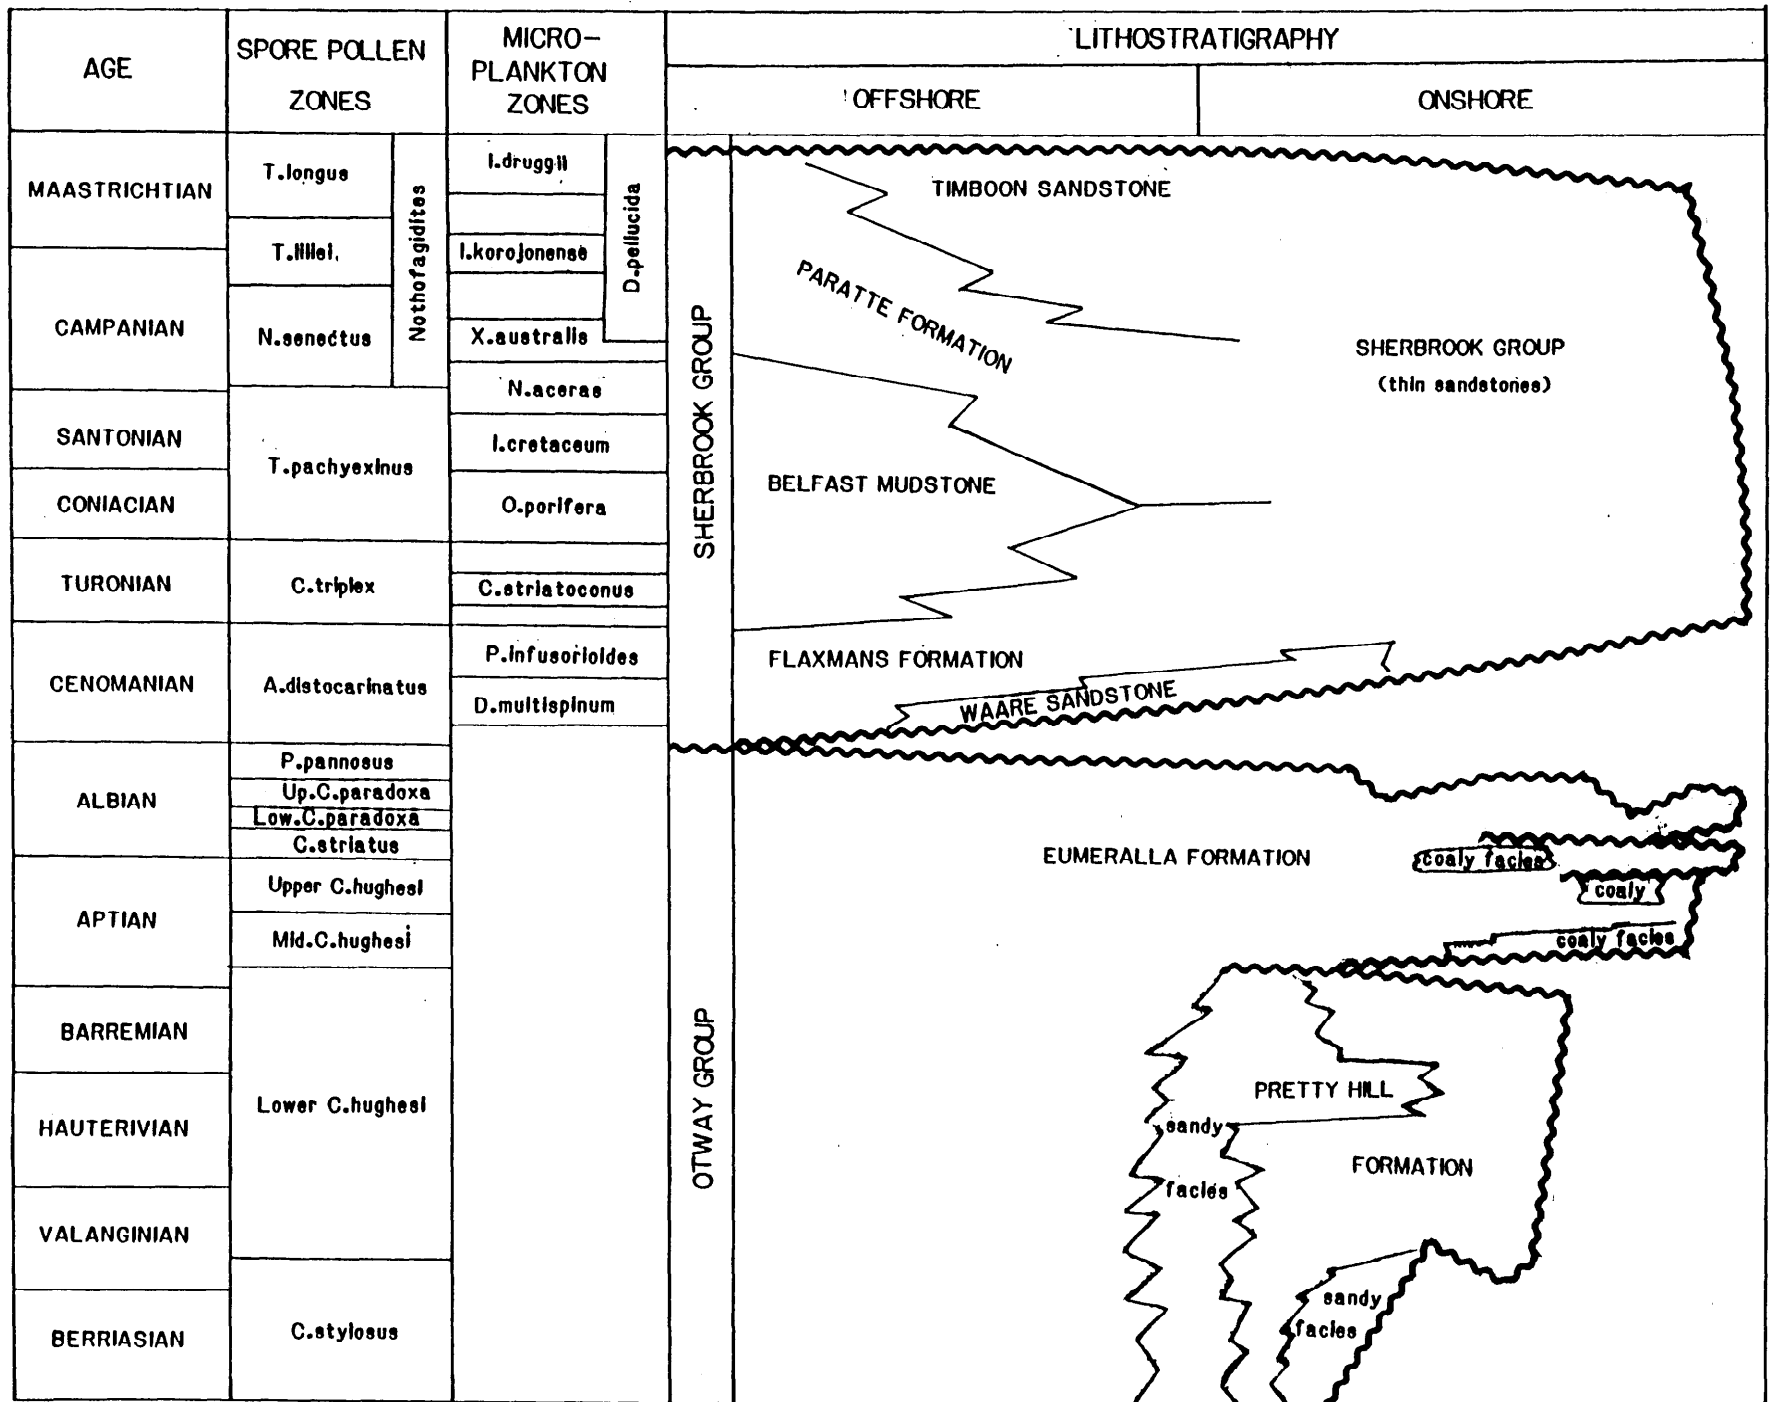 AGE
SPORE POLLEN
ZONES
MICRO-
PLANKTON
ZONES
LITHOSTRATIGRAPHY
OFFSHORE
ONSHORE
MAASTRICHTIAN
CAMPANIAN
SANTONIAN
CONIACIAN
TURONIAN
CENOMANIAN
ALBIAN
APTIAN
BARREMIAN
HAUTERIVIAN
VALANGINIAN
BERRIASIAN
T.longus
T.lillei.
N.senectus
Nothofagidites
T.pachyexinus
C.triplex
A.distocarinatus
P.pannosus
Up.C.paradoxa
Low.C.paradoxa
C.striatus
Upper C.hughesi
Mid.C.hughesi
Lower C.hughesi
C.stylosus
I.druggii
I.korojonense
X.australis
D.pellucida
N.aceras
I.cretaceum
O.porifera
C.striatoconus
P.infusorioides
D.multispinum
SHERBROOK GROUP
OTWAY GROUP
TIMBOON SANDSTONE
PARATTE FORMATION
SHERBROOK GROUP
(thin sandstones)
BELFAST MUDSTONE
FLAXMANS FORMATION
WAARE SANDSTONE
EUMERALLA FORMATION
coaly facies
coaly
coaly facies
PRETTY HILL
FORMATION
sandy
facies
sandy
facies